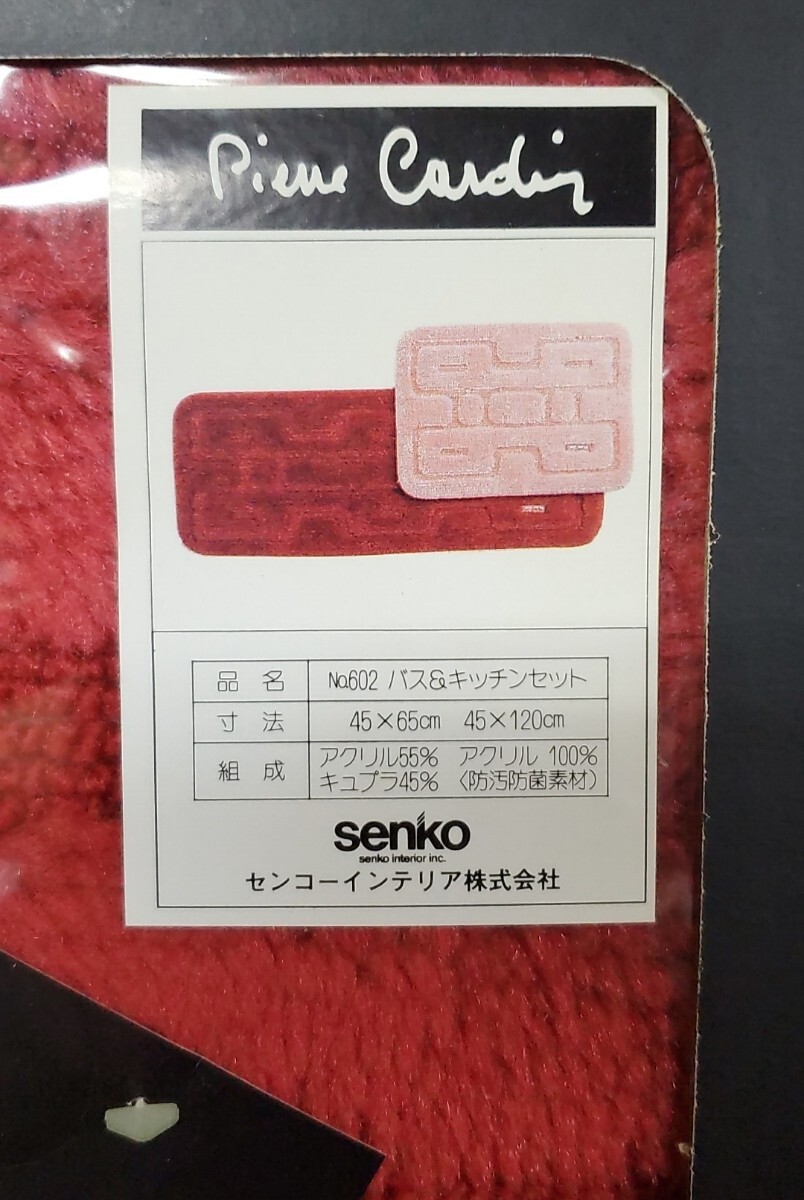 Pierre Cardin
品名 No.602 バス&キッチンセット
寸法 45×65cm 45×120cm
組成 アクリル55% アクリル 100%
キュプラ45% 〈防汚防菌素材〉
senko
senko interior inc.
センコーインテリア株式会社